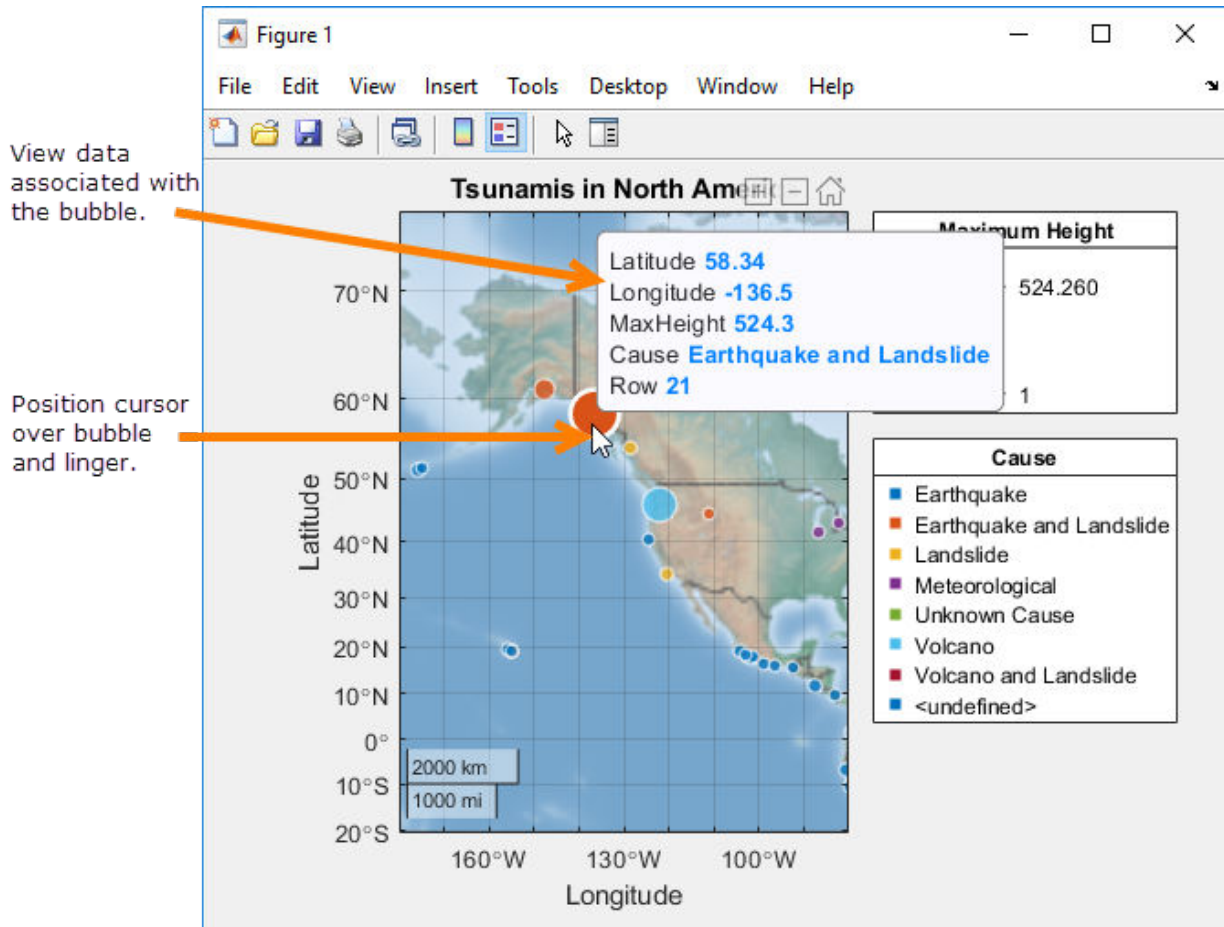 Figure 1
File Edit View Insert Tools Desktop Window Help
View data
associated with
the bubble.
Position cursor
over bubble
and linger.
Tsunamis in North Americ
Latitude 58.34
Longitude -136.5
MaxHeight 524.3
Cause Earthquake and Landslide
Row 21
Maximum Height
524.260
1
Cause
Earthquake
Earthquake and Landslide
Landslide
Meteorological
Unknown Cause
Volcano
Volcano and Landslide
<undefined>
Latitude
70°N
60°N
50°N
40°N
30°N
20°N
10°N
0°
10°S
20°S
2000 km
1000 mi
160°W 130°W 100°W
Longitude